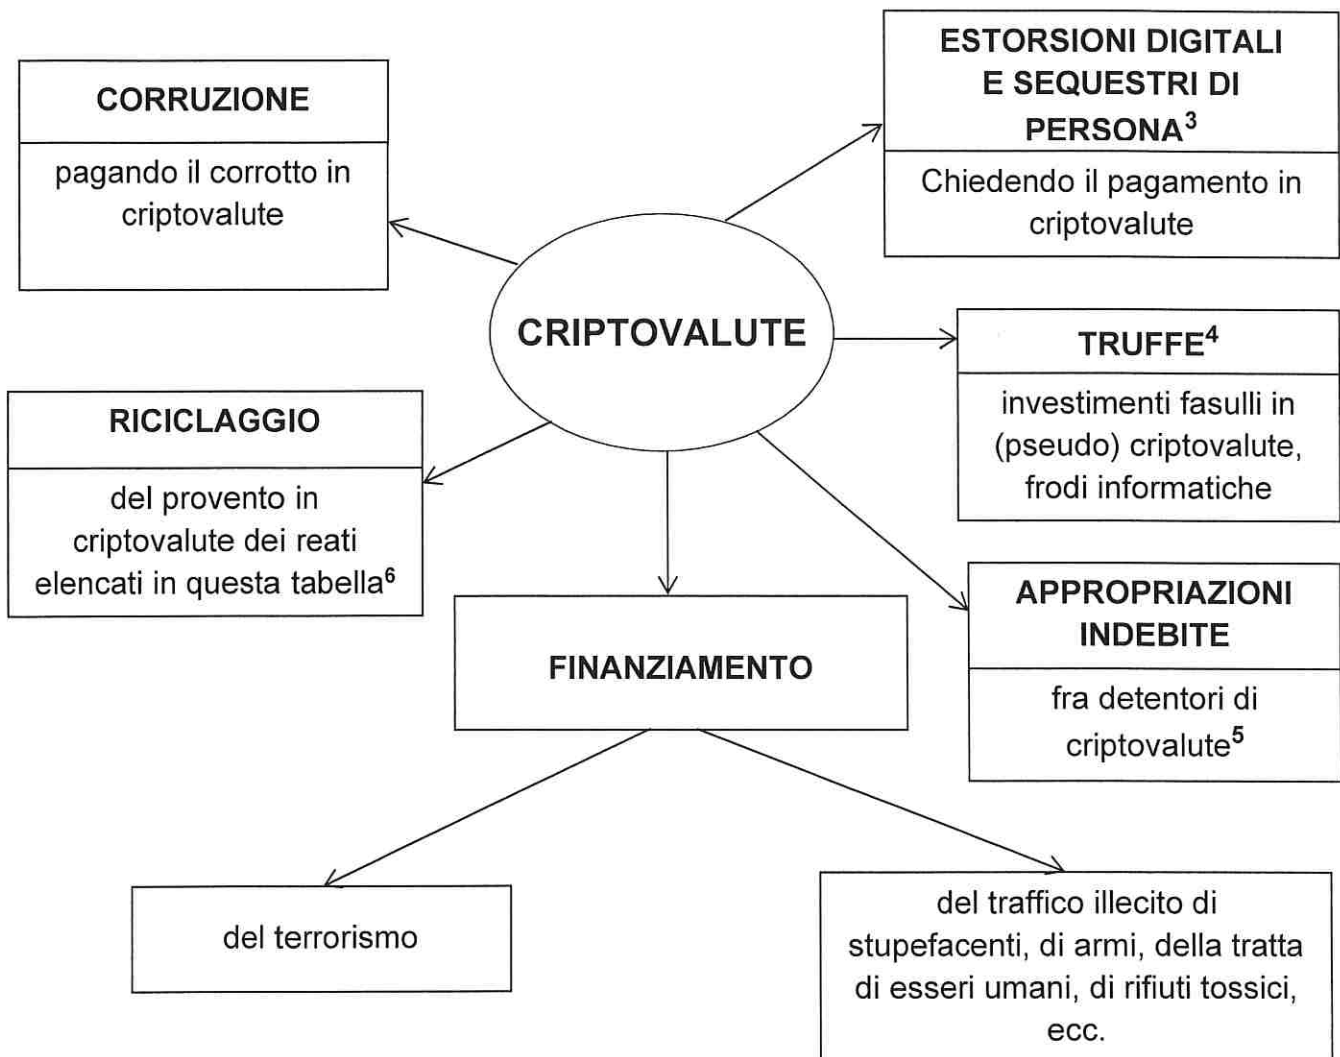 CORRUZIONE
pagando il corrotto in
criptovalute
ESTORSIONI DIGITALI
E SEQUESTRI DI
PERSONA³
Chiedendo il pagamento in
criptovalute
CRIPTOVALUTE
TRUFFE⁴
investimenti fasulli in
(pseudo) criptovalute,
frodi informatiche
RICICLAGGIO
del provento in
criptovalute dei reati
elencati in questa tabella⁶
APPROPRIAZIONI
INDEBITE
fra detentori di
criptovalute⁵
FINANZIAMENTO
del terrorismo
del traffico illecito di
stupefacenti, di armi, della tratta
di esseri umani, di rifiuti tossici,
ecc.